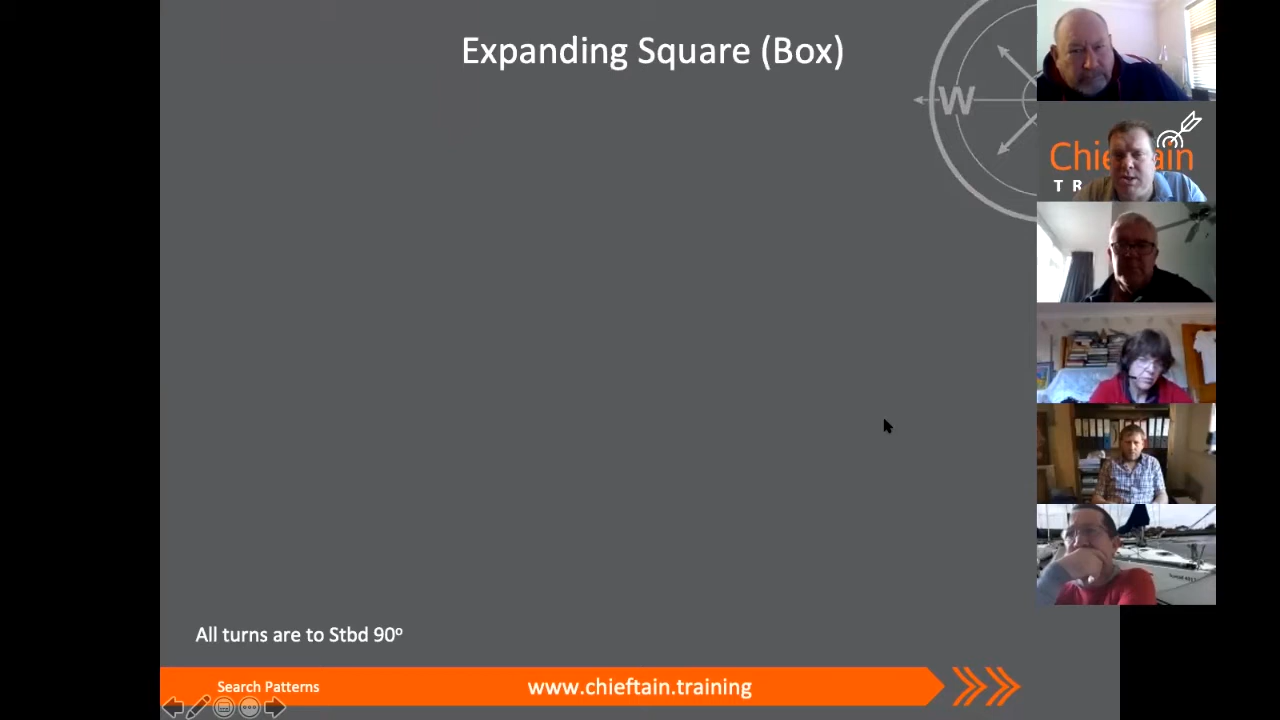 Expanding Square (Box)
W
Chieftain
TR
All turns are to Stbd 90º
Search Patterns
www.chieftain.training